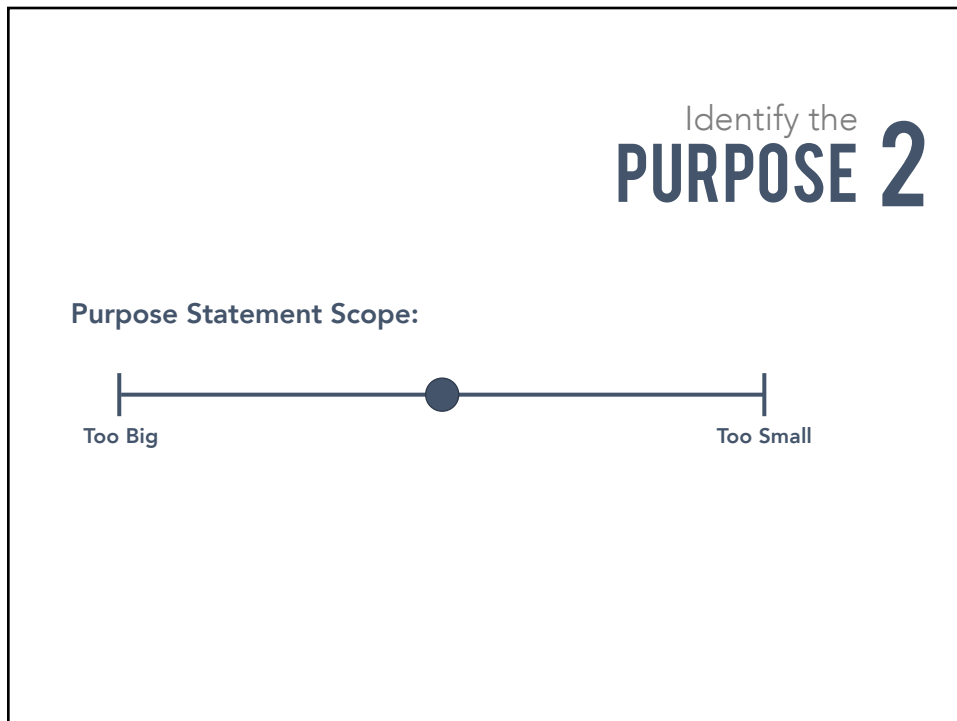 Identify the
PURPOSE 2
Purpose Statement Scope:
Too Big
Too Small